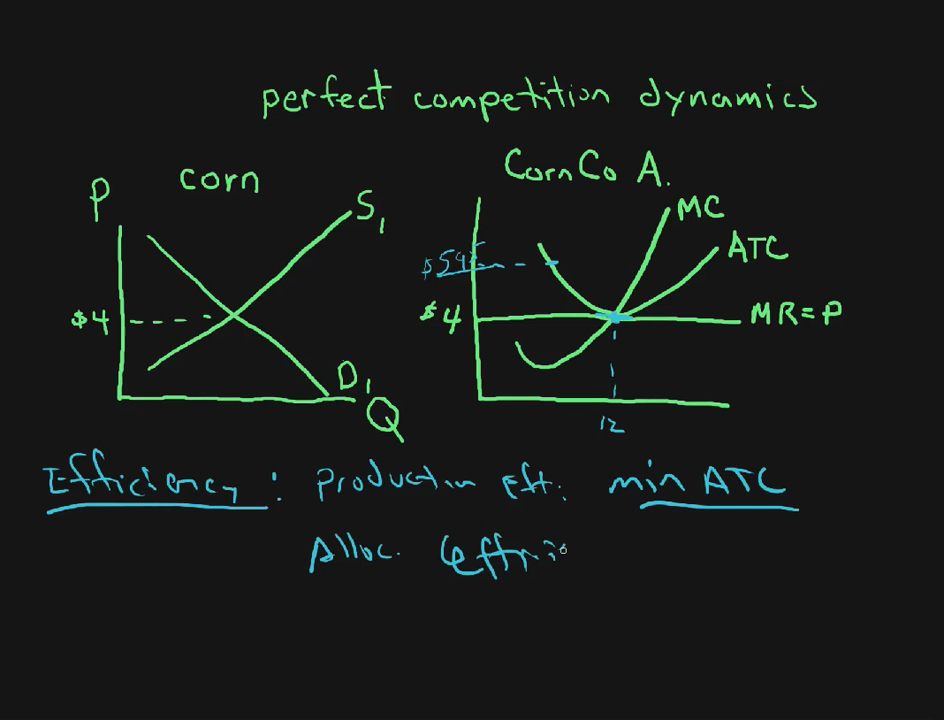 perfect competition dynamics
corn
CornCo A.
P
S1
MC
ATC
$4
$4
MR=P
D1
Q
12
Efficiency: Production Eff: min ATC
Alloc.